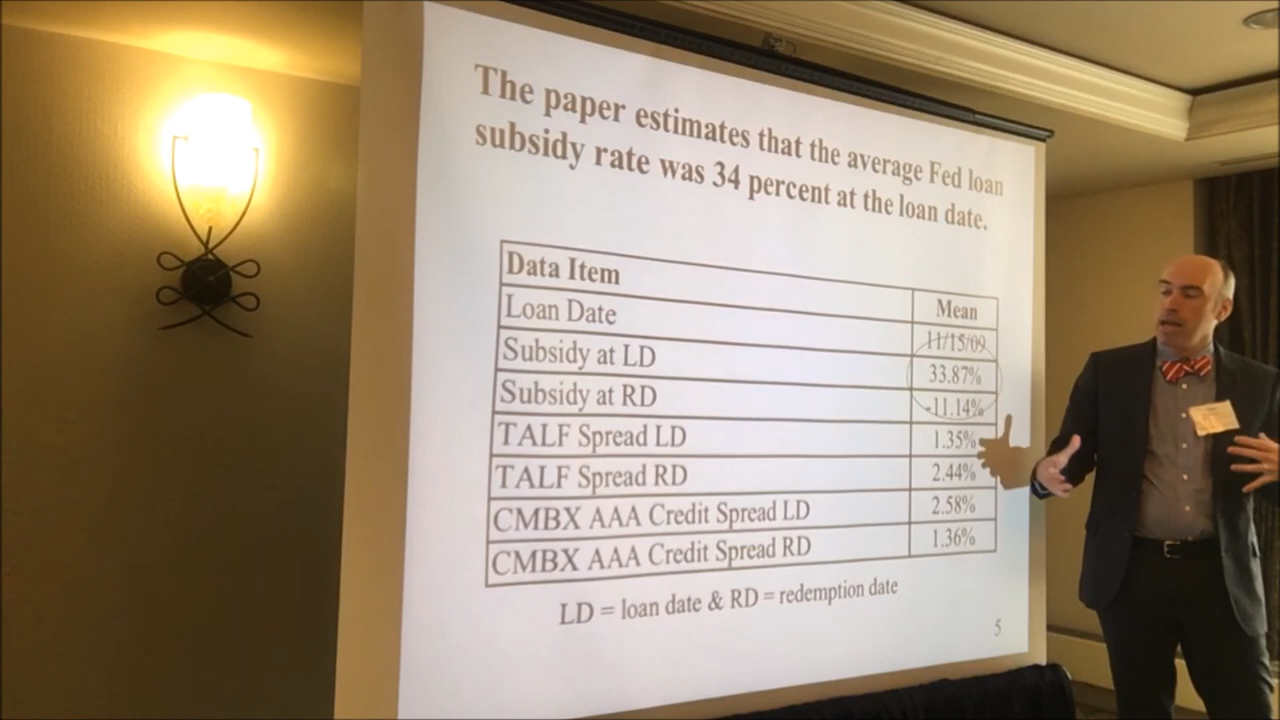 The paper estimates that the average Fed loan
subsidy rate was 34 percent at the loan date.
Data Item Mean
Loan Date 11/15/09
Subsidy at LD 33.87%
Subsidy at RD -11.14%
TALF Spread LD 1.35%
TALF Spread RD 2.44%
CMBX AAA Credit Spread LD 2.58%
CMBX AAA Credit Spread RD 1.36%
LD = loan date & RD = redemption date
5